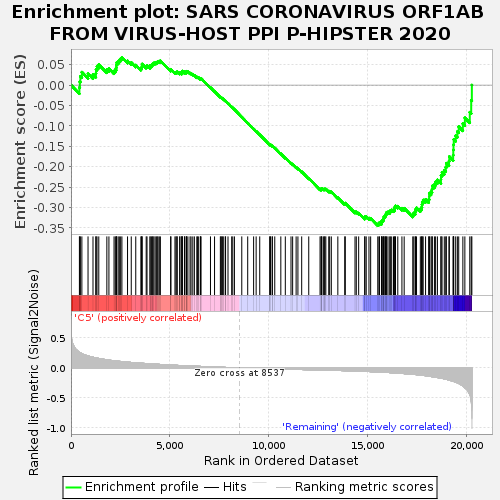 Enrichment plot: SARS CORONAVIRUS ORF1AB
FROM VIRUS-HOST PPI P-HIPSTER 2020
Enrichment score (ES)
0.05
0.00
-0.05
-0.10
-0.15
-0.20
-0.25
-0.30
-0.35
'C5' (positively correlated)
Ranked list metric (Signal2Noise)
0.5
0.0
-0.5
-1.0
Zero cross at 8537
'Remaining' (negatively correlated)
0
5,000
10,000
15,000
20,000
Rank in Ordered Dataset
Enrichment profile
Hits
Ranking metric scores